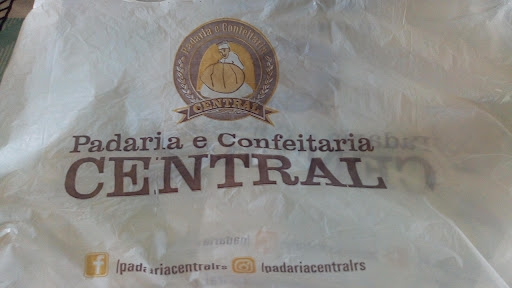 Padaria e Confeitaria
CENTRAL
Padaria e Confeitaria
CENTRAL
/padariacentralrs /padariacentralrs